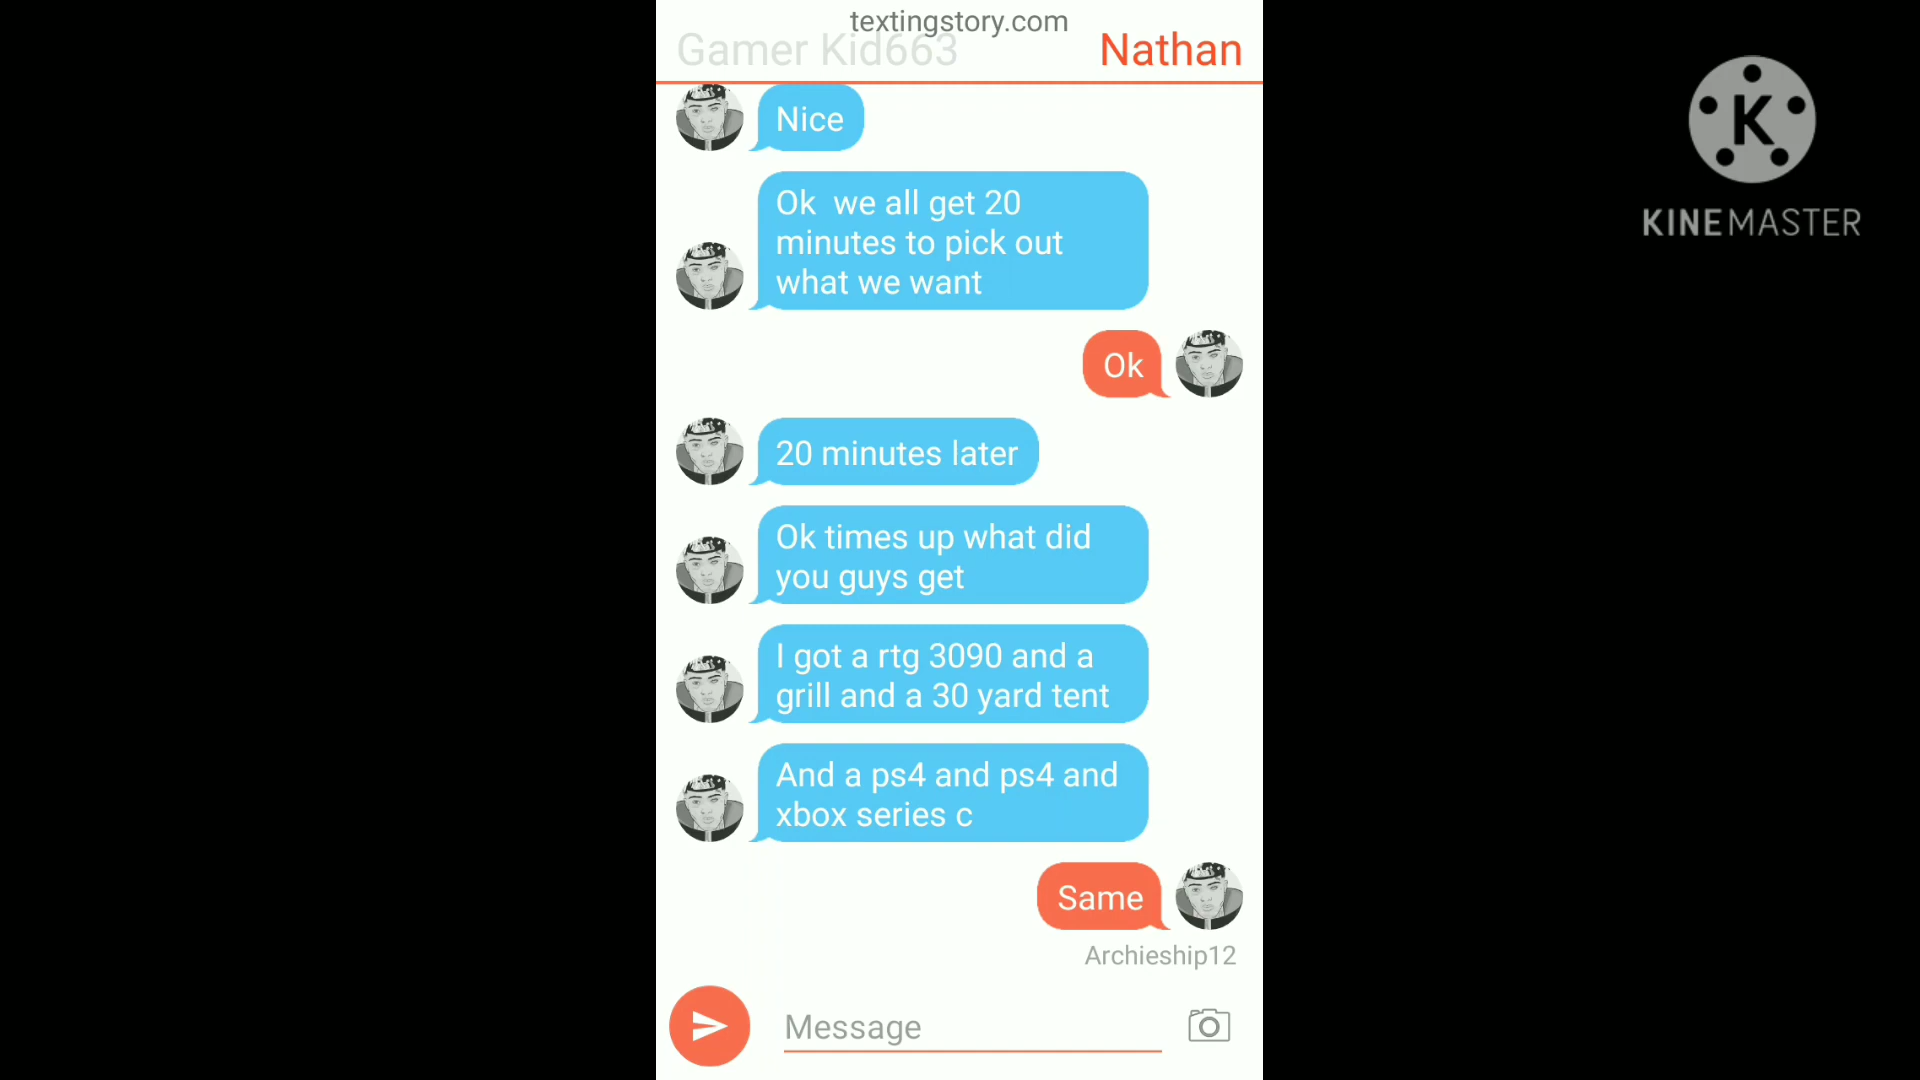 textingstory.com
Gamer Kid663
Nathan
K
KINEMASTER
Nice
Ok  we all get 20
minutes to pick out
what we want
Ok
20 minutes later
Ok times up what did
you guys get
I got a rtg 3090 and a
grill and a 30 yard tent
And a ps4 and ps4 and
xbox series c
Same
Archieship12
Message